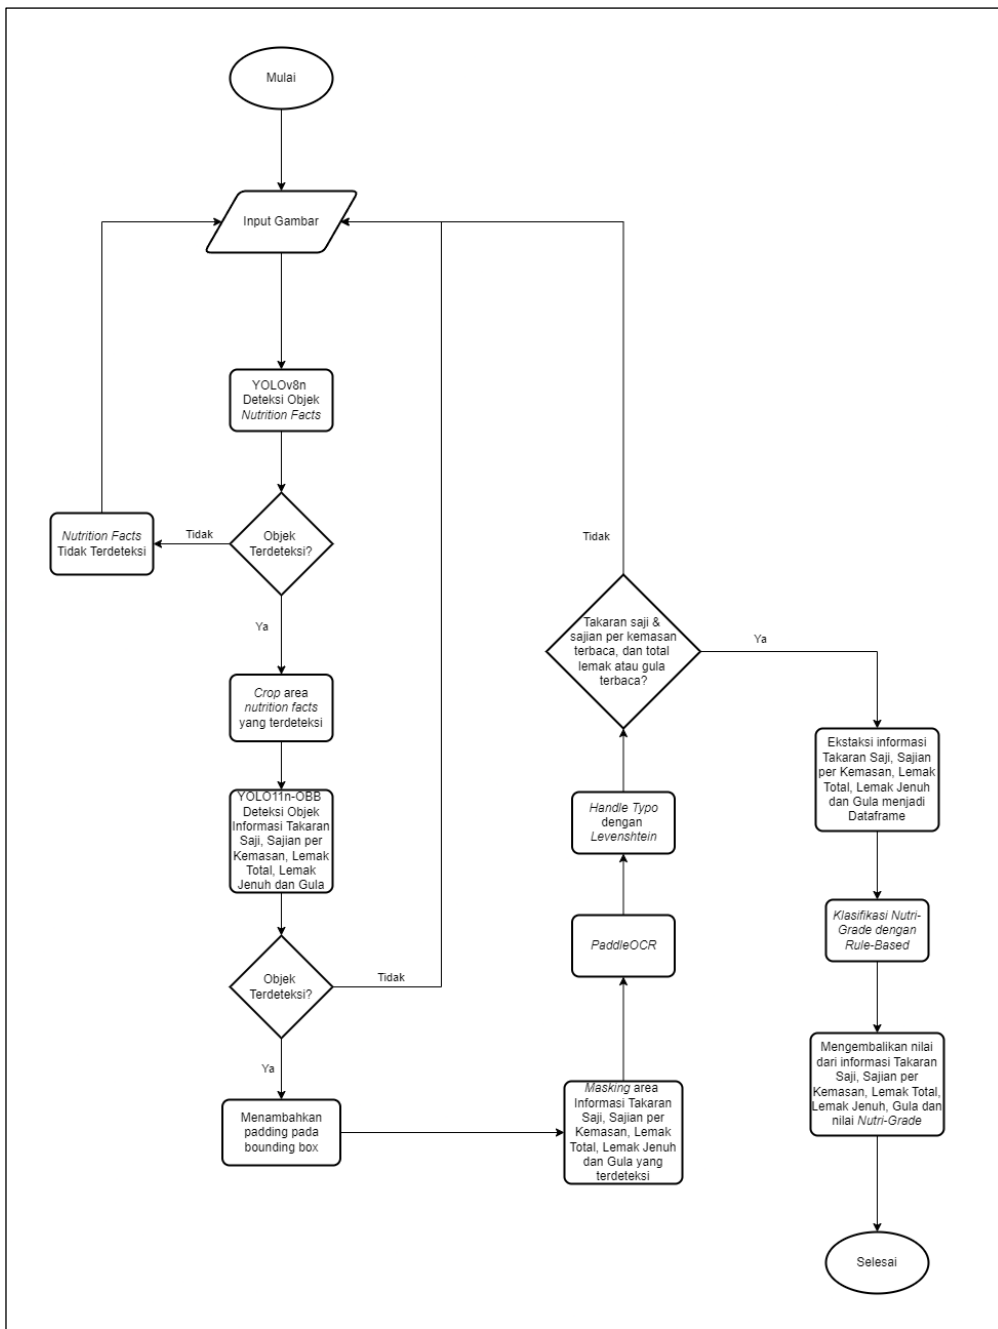 Mulai
Input Gambar
YOLOv8n
Deteksi Objek
Nutrition Facts
Objek
Terdeteksi?
Tidak
Nutrition Facts
Tidak Terdeteksi
Ya
Crop area
nutrition facts
yang terdeteksi
YOLO11n-OBB
Deteksi Objek
Informasi Takaran
Saji, Sajian per
Kemasan, Lemak
Total, Lemak
Jenuh dan Gula
Objek
Terdeteksi?
Tidak
Ya
Menambahkan
padding pada
bounding box
Masking area
Informasi Takaran
Saji, Sajian per
Kemasan, Lemak
Total, Lemak Jenuh
dan Gula yang
terdeteksi
PaddleOCR
Handle Typo
dengan
Levenshtein
Takaran saji &
sajian per kemasan
terbaca, dan total
lemak atau gula
terbaca?
Tidak
Ya
Ekstaksi informasi
Takaran Saji, Sajian
per Kemasan, Lemak
Total, Lemak Jenuh
dan Gula menjadi
Dataframe
Klasifikasi Nutri-
Grade dengan
Rule-Based
Mengembalikan nilai
dari informasi Takaran
Saji, Sajian per
Kemasan, Lemak Total,
Lemak Jenuh, Gula dan
nilai Nutri-Grade
Selesai